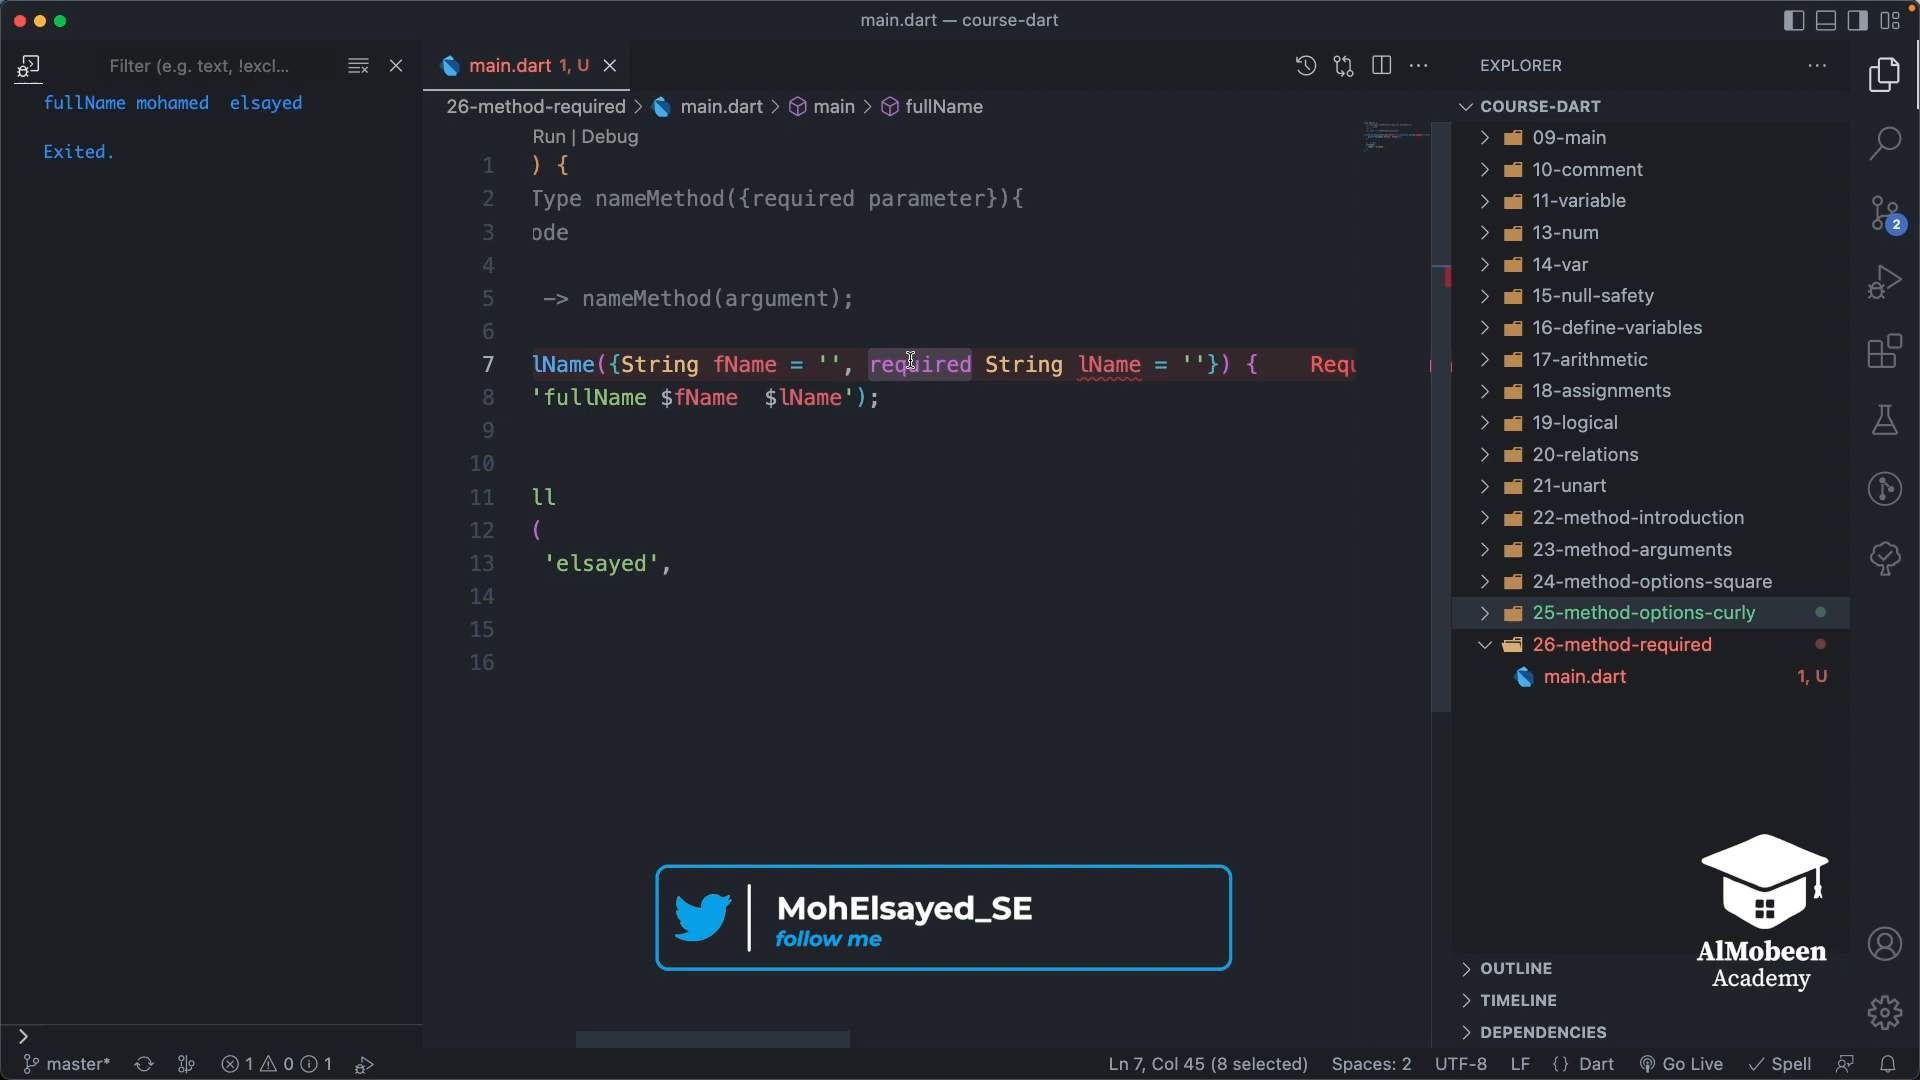 main.dart — course-dart
Filter (e.g. text, !excl...
fullName mohamed  elsayed
Exited.
main.dart 1, U
26-method-required > main.dart > main > fullName
Run | Debug
1 ) {
2 Type nameMethod({required parameter}){
3 ode
4
5 -> nameMethod(argument);
6
7 lName({String fName = '', required String lName = ''}) { Requ
8 'fullName $fName  $lName');
9
10
11 ll
12 (
13 'elsayed',
14
15
16
EXPLORER
COURSE-DART
09-main
10-comment
11-variable
13-num
14-var
15-null-safety
16-define-variables
17-arithmetic
18-assignments
19-logical
20-relations
21-unart
22-method-introduction
23-method-arguments
24-method-options-square
25-method-options-curly
26-method-required
main.dart 1, U
OUTLINE
TIMELINE
DEPENDENCIES
2
MohElsayed_SE
follow me
AlMobeen
Academy
master* 1 0 1
Ln 7, Col 45 (8 selected) Spaces: 2 UTF-8 LF {} Dart Go Live Spell